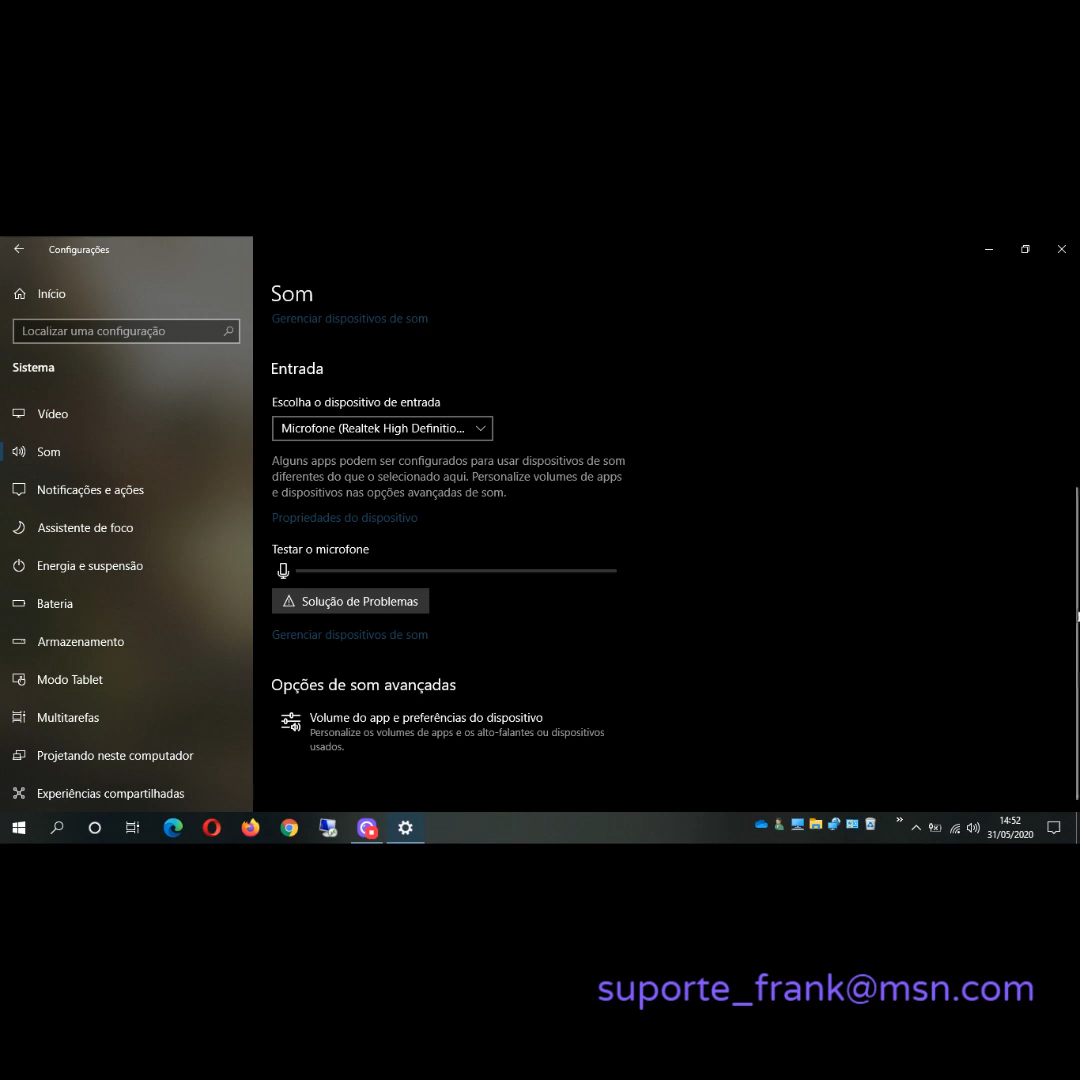 Configurações
Início
Localizar uma configuração
Sistema
Vídeo
Som
Notificações e ações
Assistente de foco
Energia e suspensão
Bateria
Armazenamento
Modo Tablet
Multitarefas
Projetando neste computador
Experiências compartilhadas
Som
Gerenciar dispositivos de som
Entrada
Escolha o dispositivo de entrada
Microfone (Realtek High Definitio...
Alguns apps podem ser configurados para usar dispositivos de som
diferentes do que o selecionado aqui. Personalize volumes de apps
e dispositivos nas opções avançadas de som.
Propriedades do dispositivo
Testar o microfone
Solução de Problemas
Gerenciar dispositivos de som
Opções de som avançadas
Volume do app e preferências do dispositivo
Personalize os volumes de apps e os alto-falantes ou dispositivos
usados.
14:52
31/05/2020
suporte_frank@msn.com